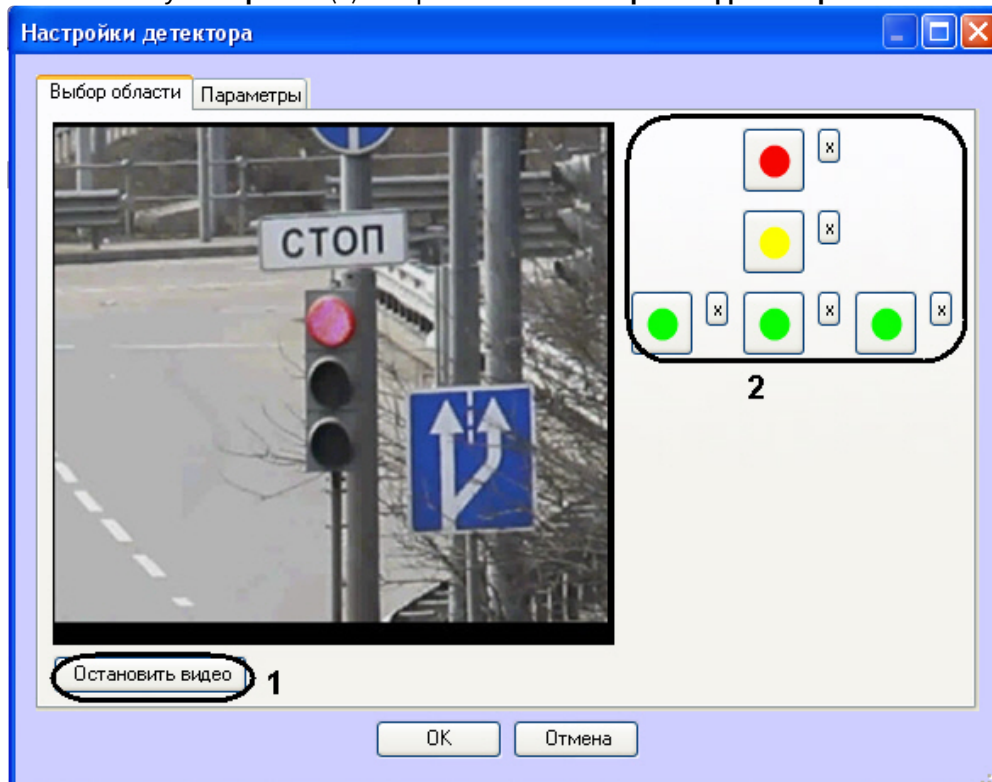 Настройки детектора
Выбор области Параметры
x
СТОП
x
x x x
2
Остановить видео 1
OK Отмена